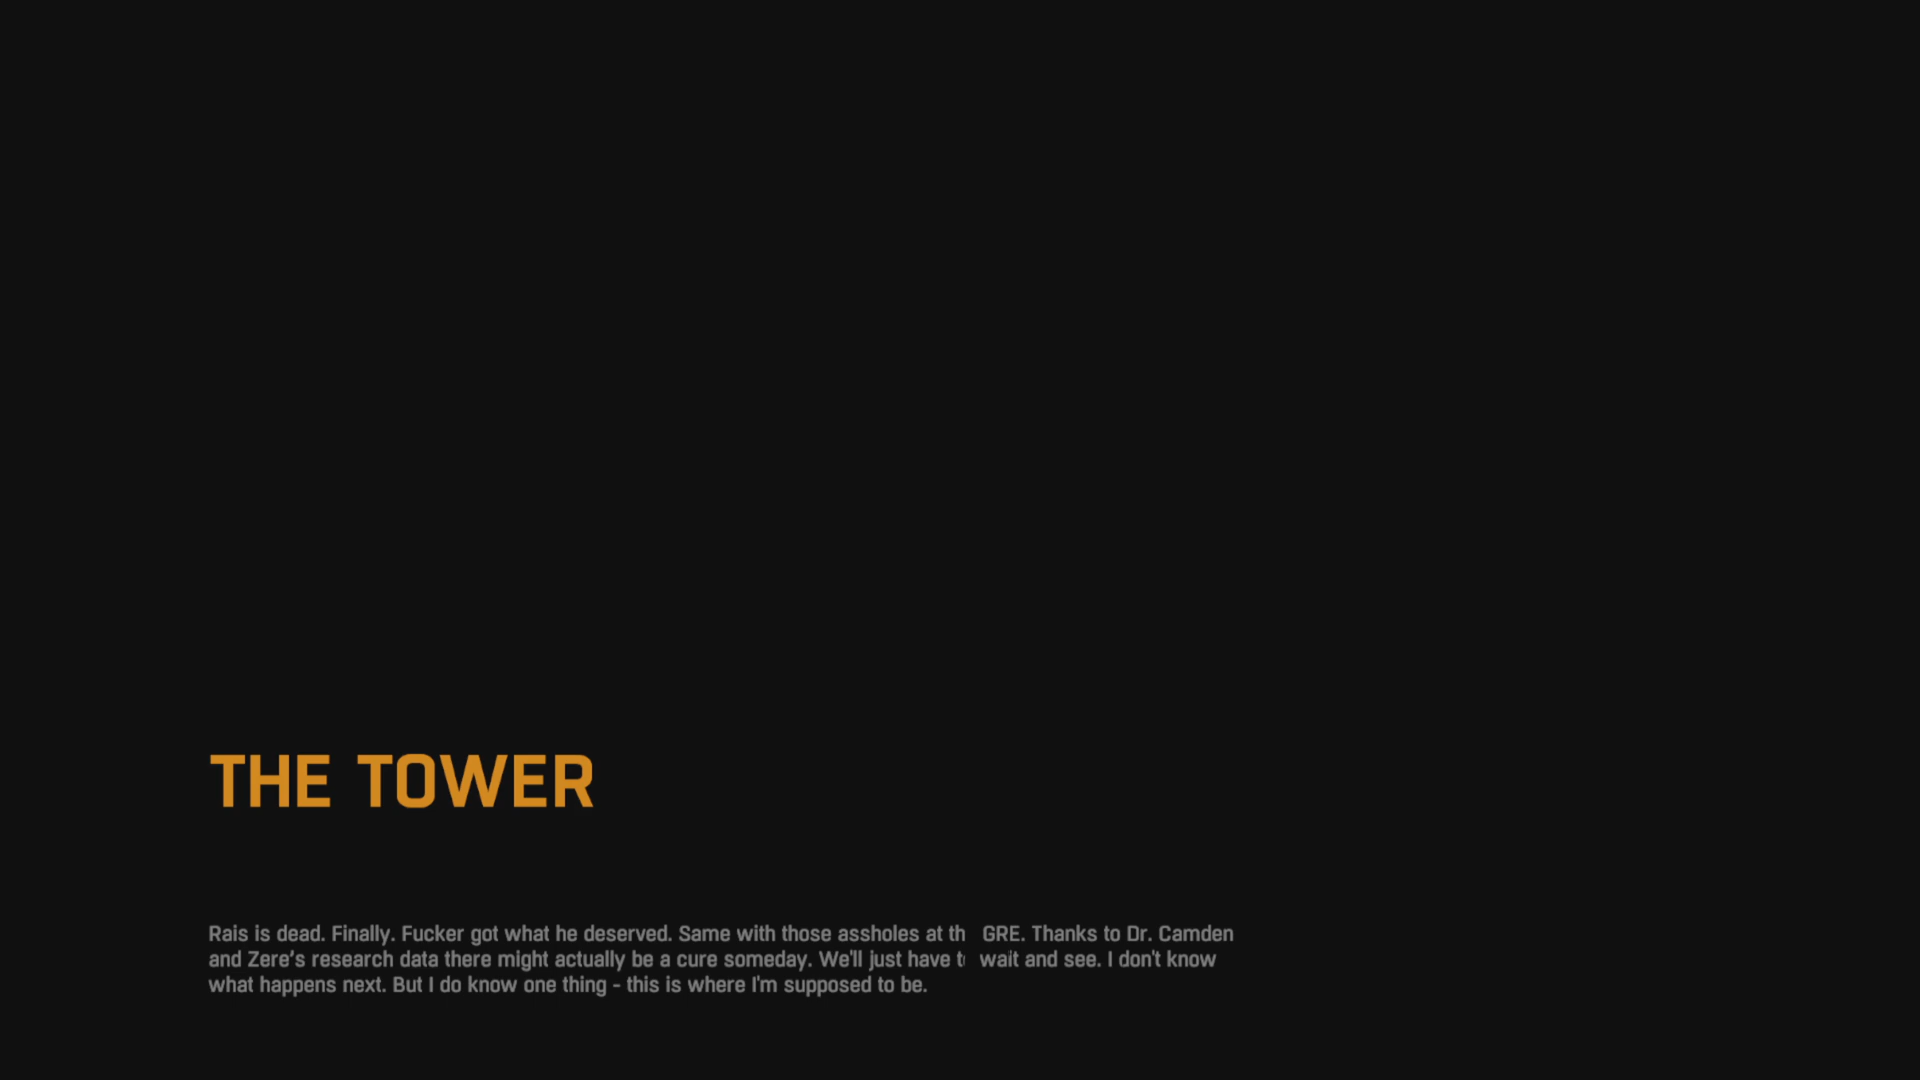 THE TOWER
Rais is dead. Finally. Fucker got what he deserved. Same with those assholes at th GRE. Thanks to Dr. Camden
and Zere's research data there might actually be a cure someday. We'll just have t wait and see. I don't know
what happens next. But I do know one thing - this is where I'm supposed to be.